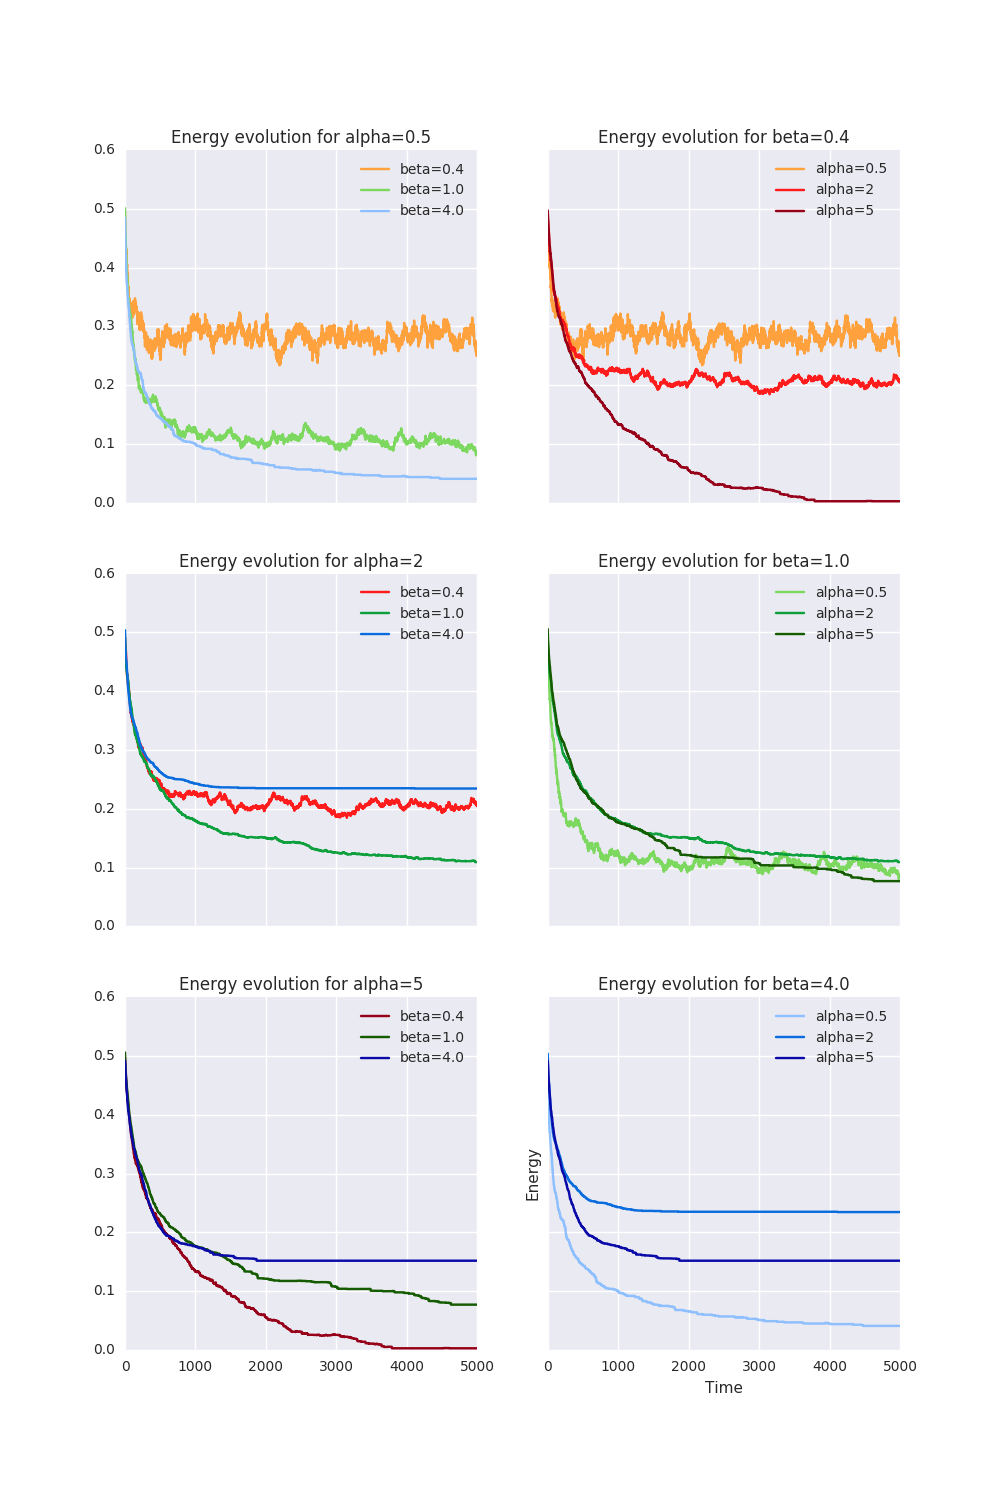 Energy evolution for alpha=0.5
0.6
0.5
0.4
0.3
0.2
0.1
0.0
beta=0.4
beta=1.0
beta=4.0
Energy evolution for beta=0.4
alpha=0.5
alpha=2
alpha=5
Energy evolution for alpha=2
0.6
0.5
0.4
0.3
0.2
0.1
0.0
beta=0.4
beta=1.0
beta=4.0
Energy evolution for beta=1.0
alpha=0.5
alpha=2
alpha=5
Energy evolution for alpha=5
0.6
0.5
0.4
0.3
0.2
0.1
0.0
beta=0.4
beta=1.0
beta=4.0
0 1000 2000 3000 4000 5000
Energy evolution for beta=4.0
alpha=0.5
alpha=2
alpha=5
Energy
0 1000 2000 3000 4000 5000
Time